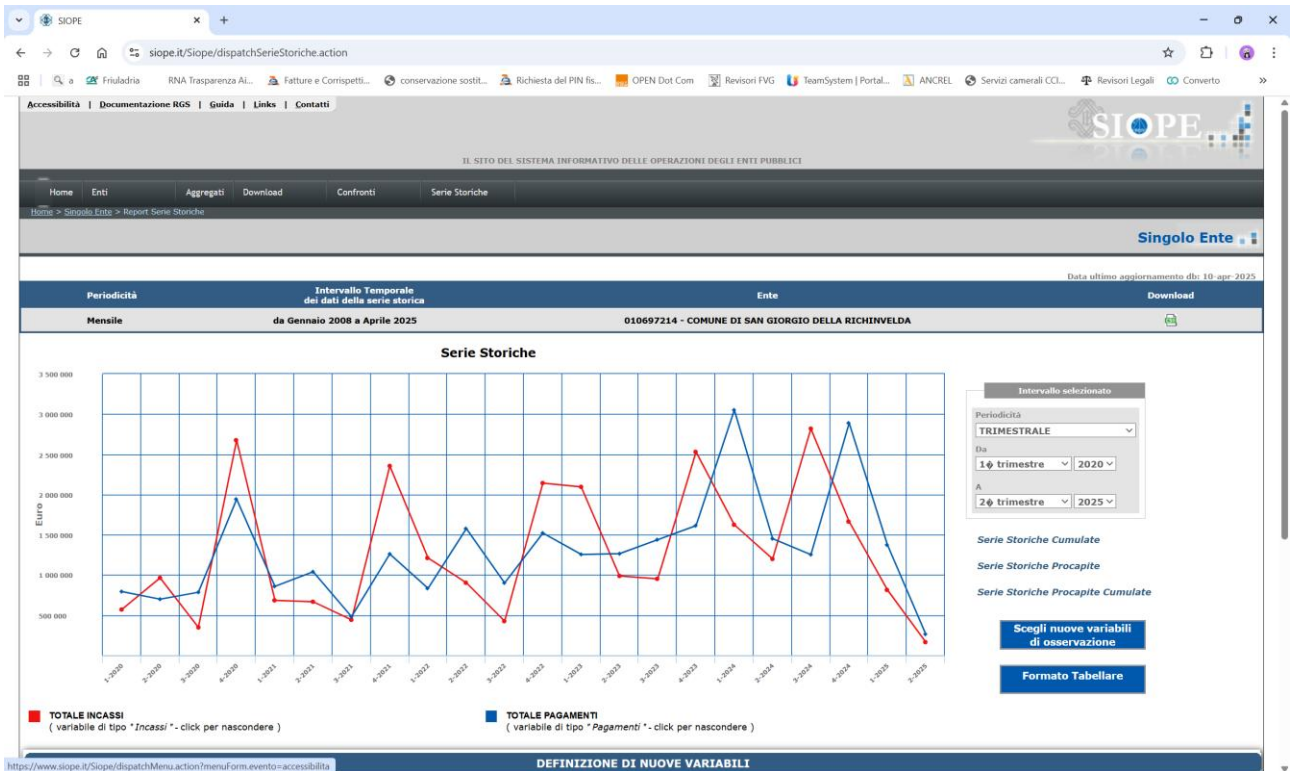 SIOPE
siope.it/Siope/dispatchSerieStoriche.action
a Friuladria RNA Trasparenza Ai... Fatture e Corrispetti... conservazione sostit... Richiesta del PIN fis... OPEN Dot Com Revisori FVG TeamSystem | Portal... ANCREL Servizi camerali CCI... Revisori Legali Converto
Accessibilità | Documentazione RGS | Guida | Links | Contatti
SIOPE
IL SITO DEL SISTEMA INFORMATIVO DELLE OPERAZIONI DEGLI ENTI PUBBLICI
Home Enti Aggregati Download Confronti Serie Storiche
Home > Singolo Ente > Report Serie Storiche
Singolo Ente
Data ultimo aggiornamento db: 10-apr-2025
Periodicità Intervallo Temporale dei dati della serie storica Ente Download
Mensile da Gennaio 2008 a Aprile 2025 010697214 - COMUNE DI SAN GIORGIO DELLA RICHINVELDA
Serie Storiche
3 500 000
3 000 000
2 500 000
2 000 000
1 500 000
1 000 000
500 000
Euro
1-2020 2-2020 3-2020 4-2020 1-2021 2-2021 3-2021 4-2021 1-2022 2-2022 3-2022 4-2022 1-2023 2-2023 3-2023 4-2023 1-2024 2-2024 3-2024 4-2024 1-2025 2-2025
Intervallo selezionato
Periodicità
TRIMESTRALE
Da
1� trimestre 2020
A
2� trimestre 2025
Serie Storiche Cumulate
Serie Storiche Procapite
Serie Storiche Procapite Cumulate
Scegli nuove variabili
di osservazione
Formato Tabellare
TOTALE INCASSI
( variabile di tipo "Incassi" - click per nascondere )
TOTALE PAGAMENTI
( variabile di tipo "Pagamenti" - click per nascondere )
DEFINIZIONE DI NUOVE VARIABILI
https://www.siope.it/Siope/dispatchMenu.action?menuForm.evento=accessibilita